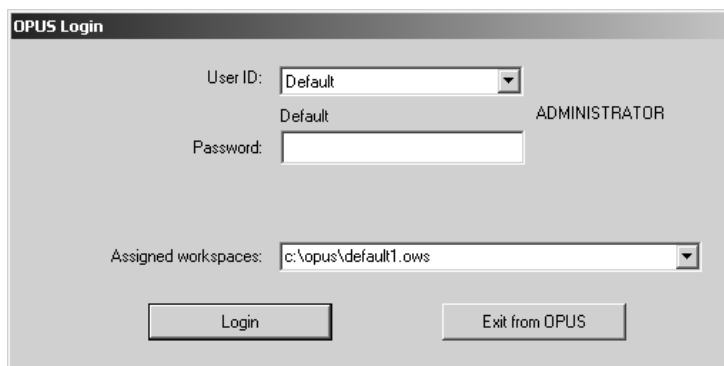 OPUS Login
User ID: Default
Default ADMINISTRATOR
Password:
Assigned workspaces: c:\opus\default1.ows
Login Exit from OPUS